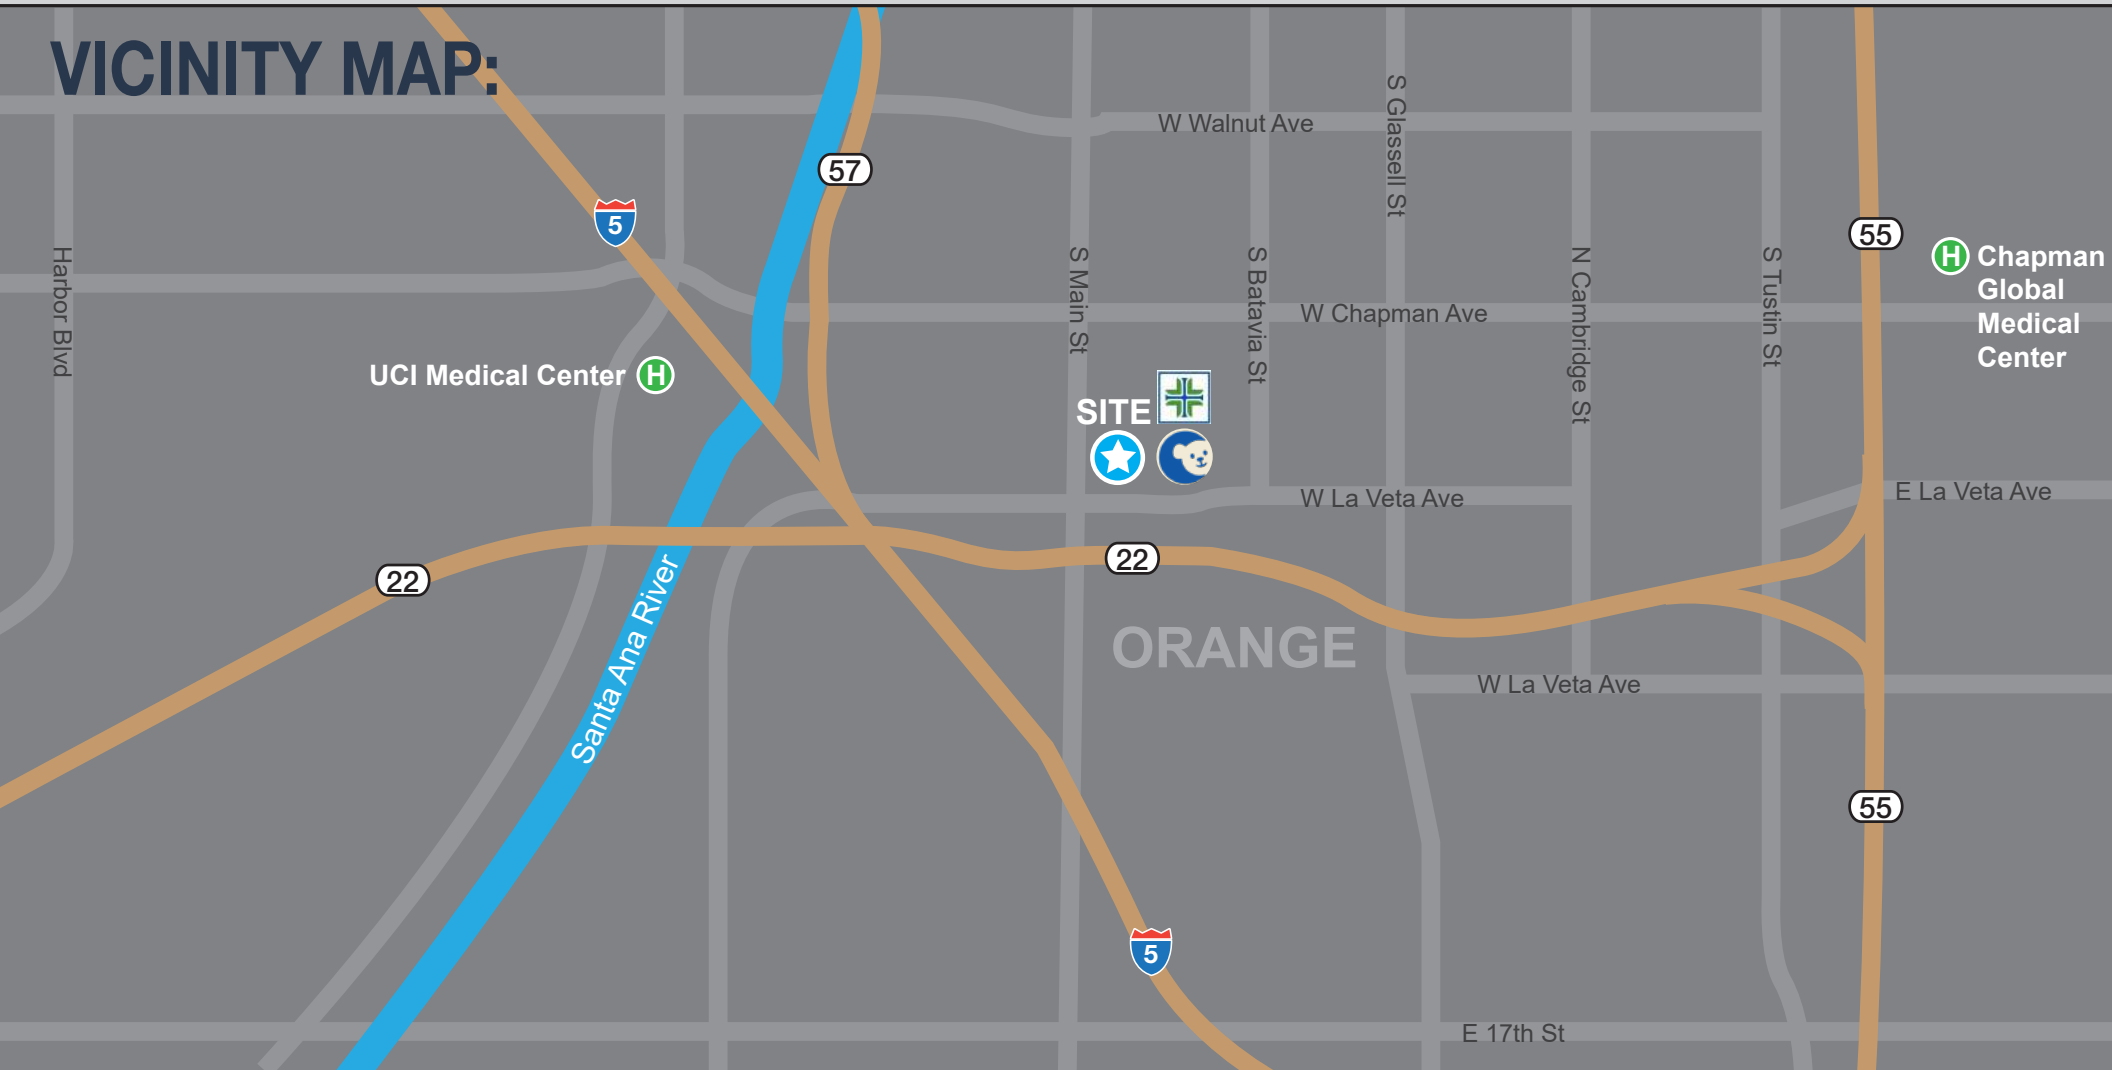 VICINITY MAP:
S Glassell St
W Walnut Ave
57
5
55
Harbor Blvd
S Main St
S Batavia St
N Cambridge St
S Tustin St
H Chapman
Global
Medical
Center
W Chapman Ave
UCI Medical Center H
SITE
W La Veta Ave
E La Veta Ave
22
22
Santa Ana River
ORANGE
W La Veta Ave
55
5
E 17th St